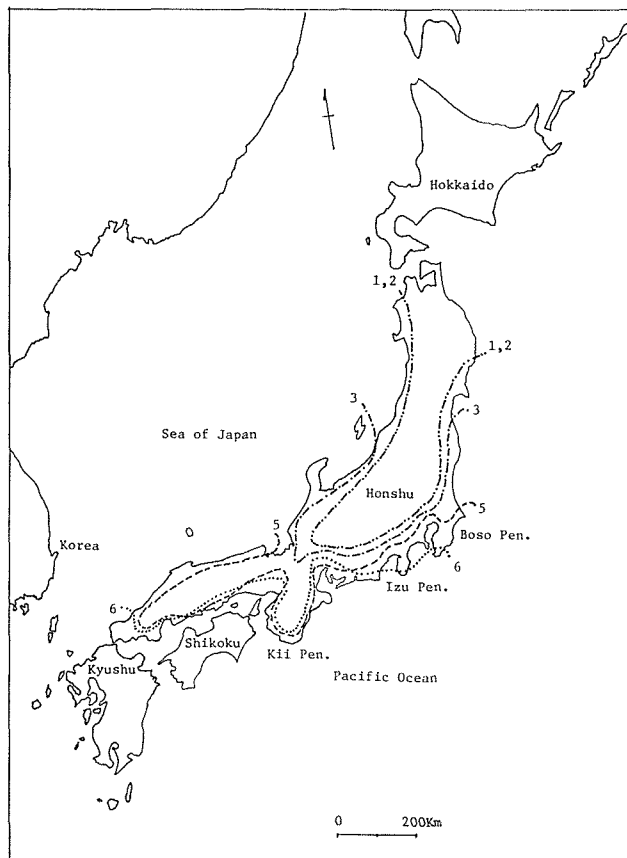 Hokkaido
1,2
1,2
3
3
Sea of Japan
Honshu
5
5
Korea
Boso Pen.
6
Izu Pen.
6
Shikoku
Kyushu
Kii Pen.
Pacific Ocean
0 200Km